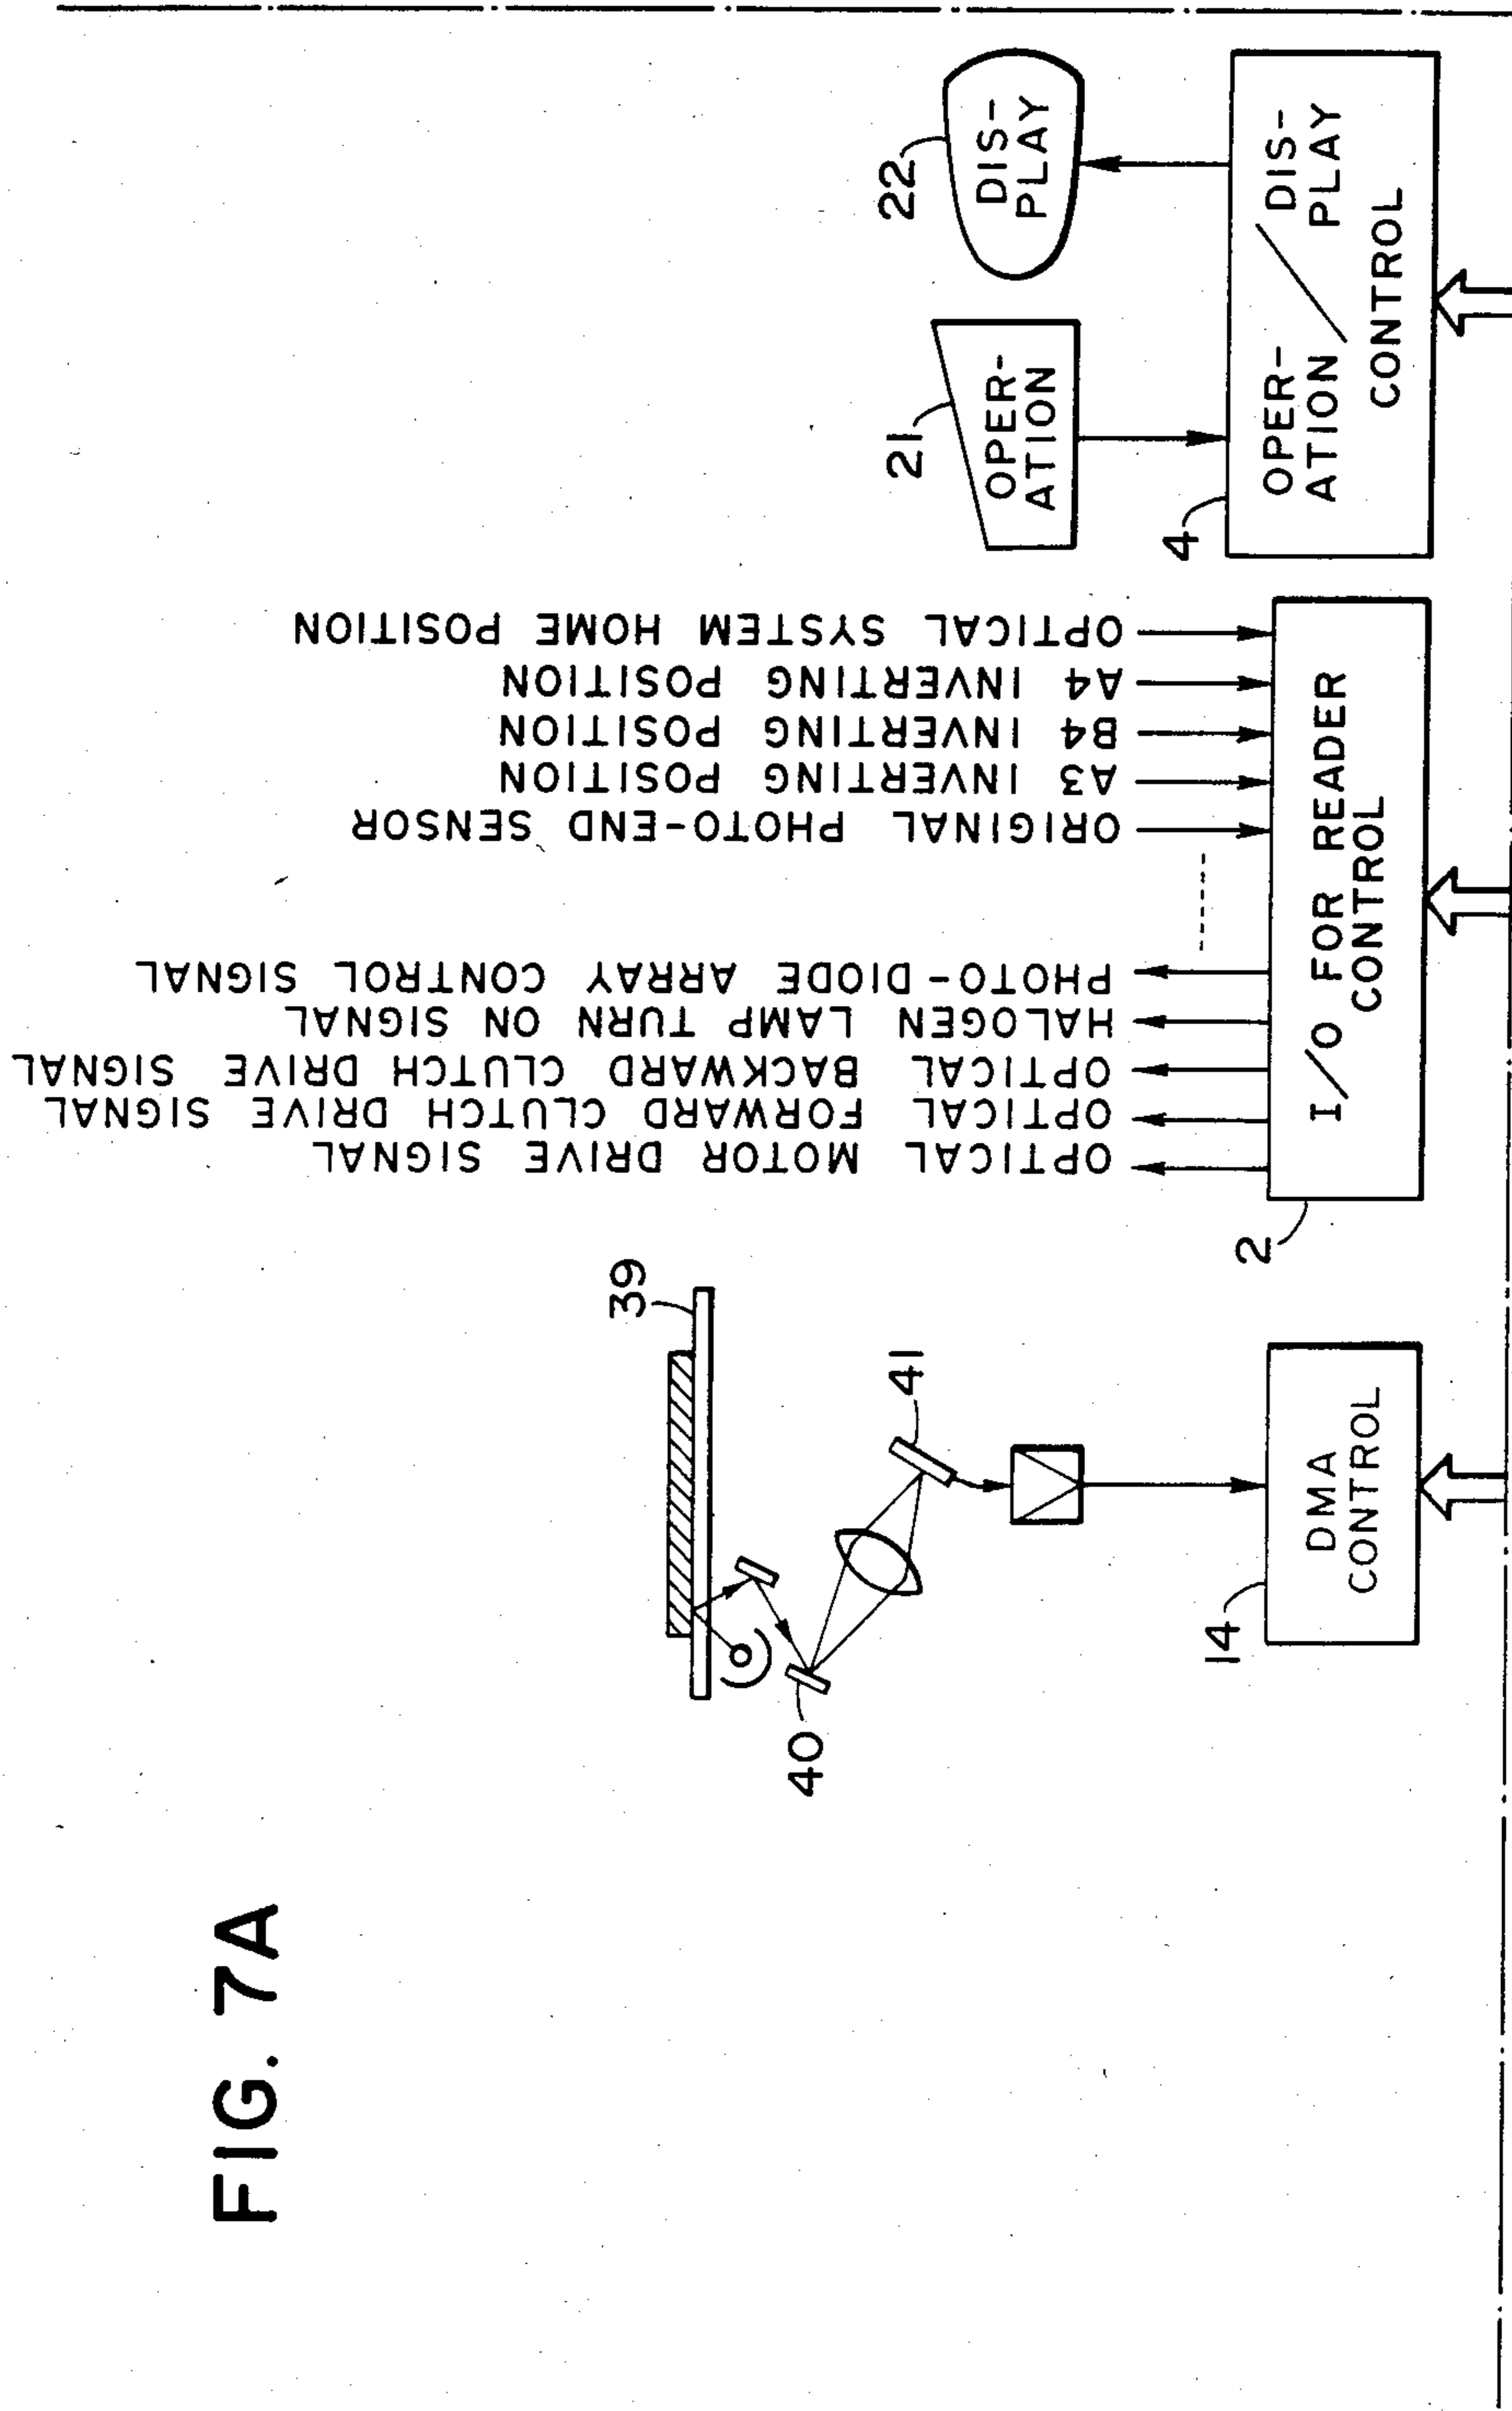 FIG. 7A
39
40
41
14
DMA
CONTROL
OPTICAL MOTOR DRIVE SIGNAL
OPTICAL FORWARD CLUTCH DRIVE SIGNAL
OPTICAL BACKWARD CLUTCH DRIVE SIGNAL
HALOGEN LAMP TURN ON SIGNAL
PHOTO-DIODE ARRAY CONTROL SIGNAL
ORIGINAL PHOTO-END SENSOR
A3 INVERTING POSITION
B4 INVERTING POSITION
A4 INVERTING POSITION
OPTICAL SYSTEM HOME POSITION
2
I/O FOR READER
CONTROL
21
OPER-
ATION
22
DIS-
PLAY
4
OPER-
ATION
/
DIS-
PLAY
CONTROL